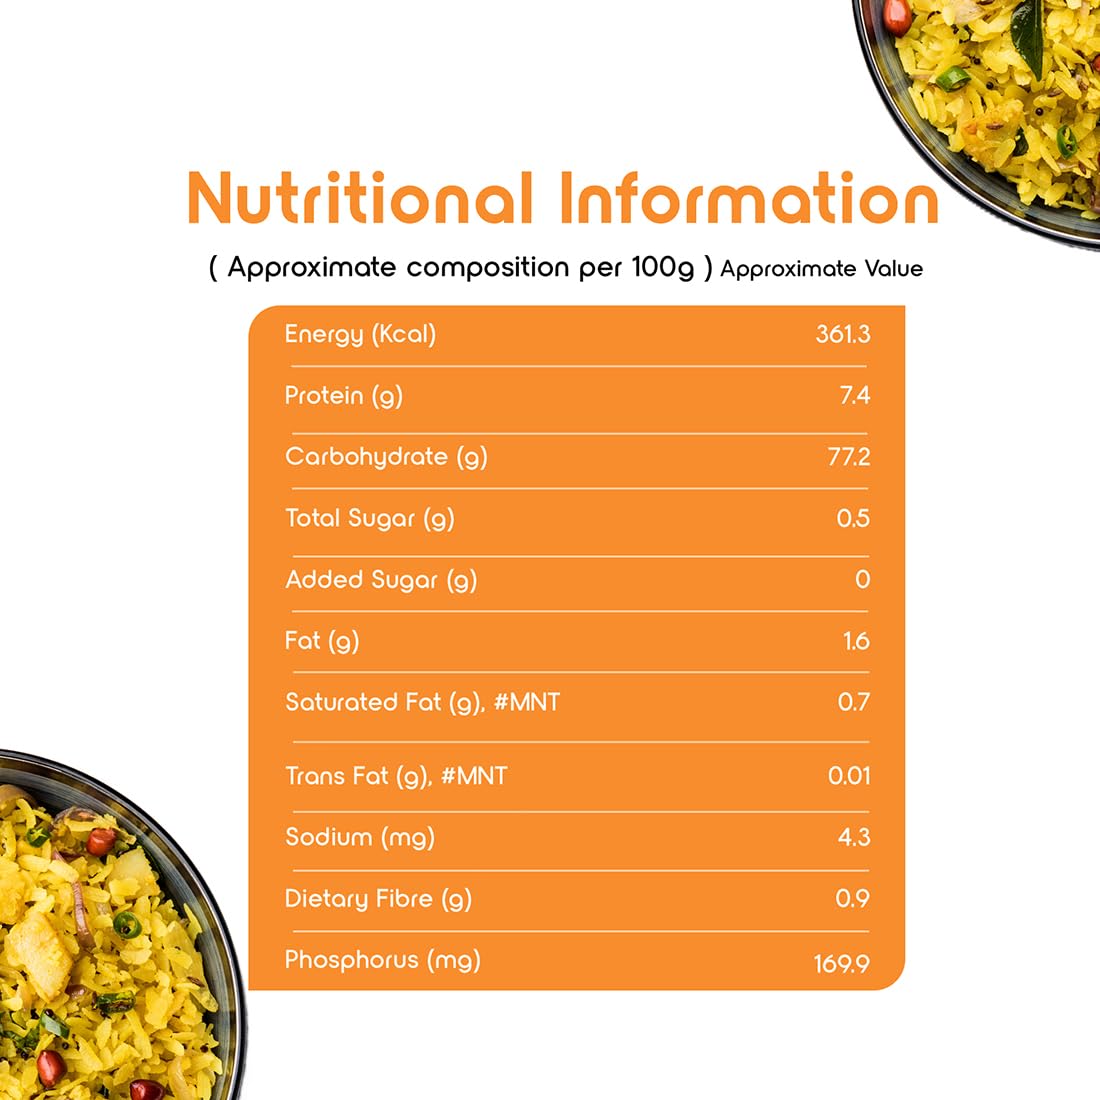 Nutritional Information
( Approximate composition per 100g ) Approximate Value
Energy (Kcal) 361.3
Protein (g) 7.4
Carbohydrate (g) 77.2
Total Sugar (g) 0.5
Added Sugar (g) 0
Fat (g) 1.6
Saturated Fat (g), #MNT 0.7
Trans Fat (g), #MNT 0.01
Sodium (mg) 4.3
Dietary Fibre (g) 0.9
Phosphorus (mg) 169.9